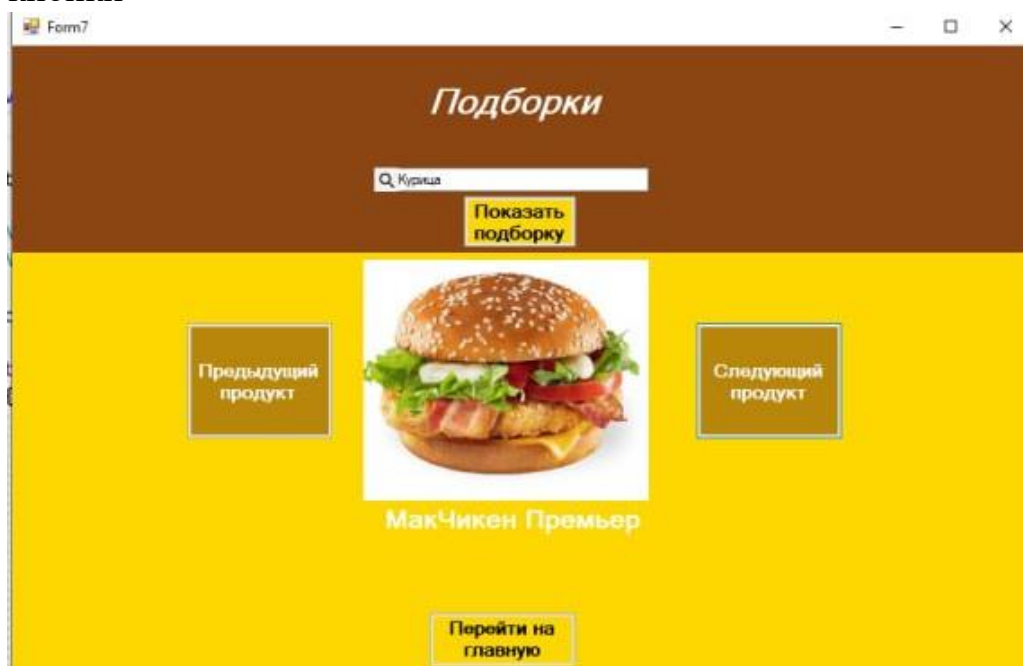 Form7
Подборки
Курица
Показать
подборку
Предыдущий
продукт
Следующий
продукт
МакЧикен Премьер
Перейти на
главную